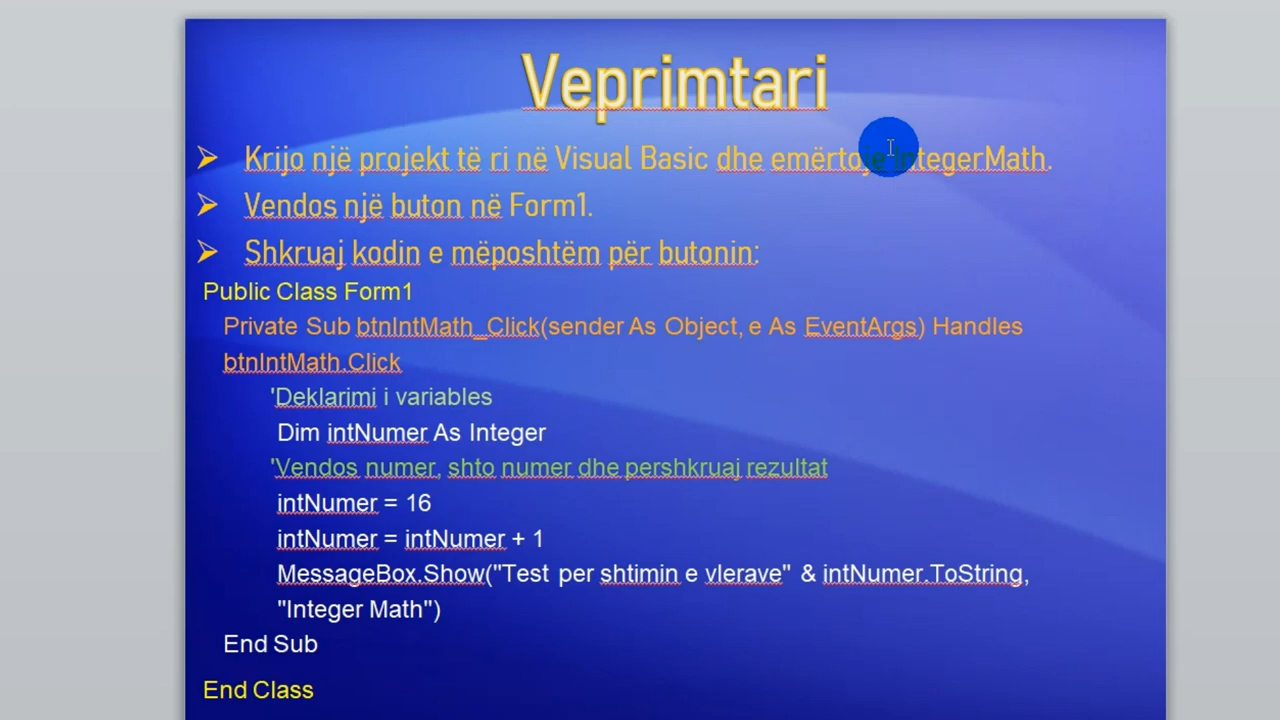 Veprimtari
Krijo një projekt të ri në Visual Basic dhe emërtoje IntegerMath.
Vendos një buton në Form1.
Shkruaj kodin e mëposhtëm për butonin:
Public Class Form1
Private Sub btnIntMath_Click(sender As Object, e As EventArgs) Handles
btnIntMath.Click
'Deklarimi i variables
Dim intNumer As Integer
'Vendos numer, shto numer dhe pershkruaj rezultat
intNumer = 16
intNumer = intNumer + 1
MessageBox.Show("Test per shtimin e vlerave" & intNumer.ToString,
"Integer Math")
End Sub
End Class